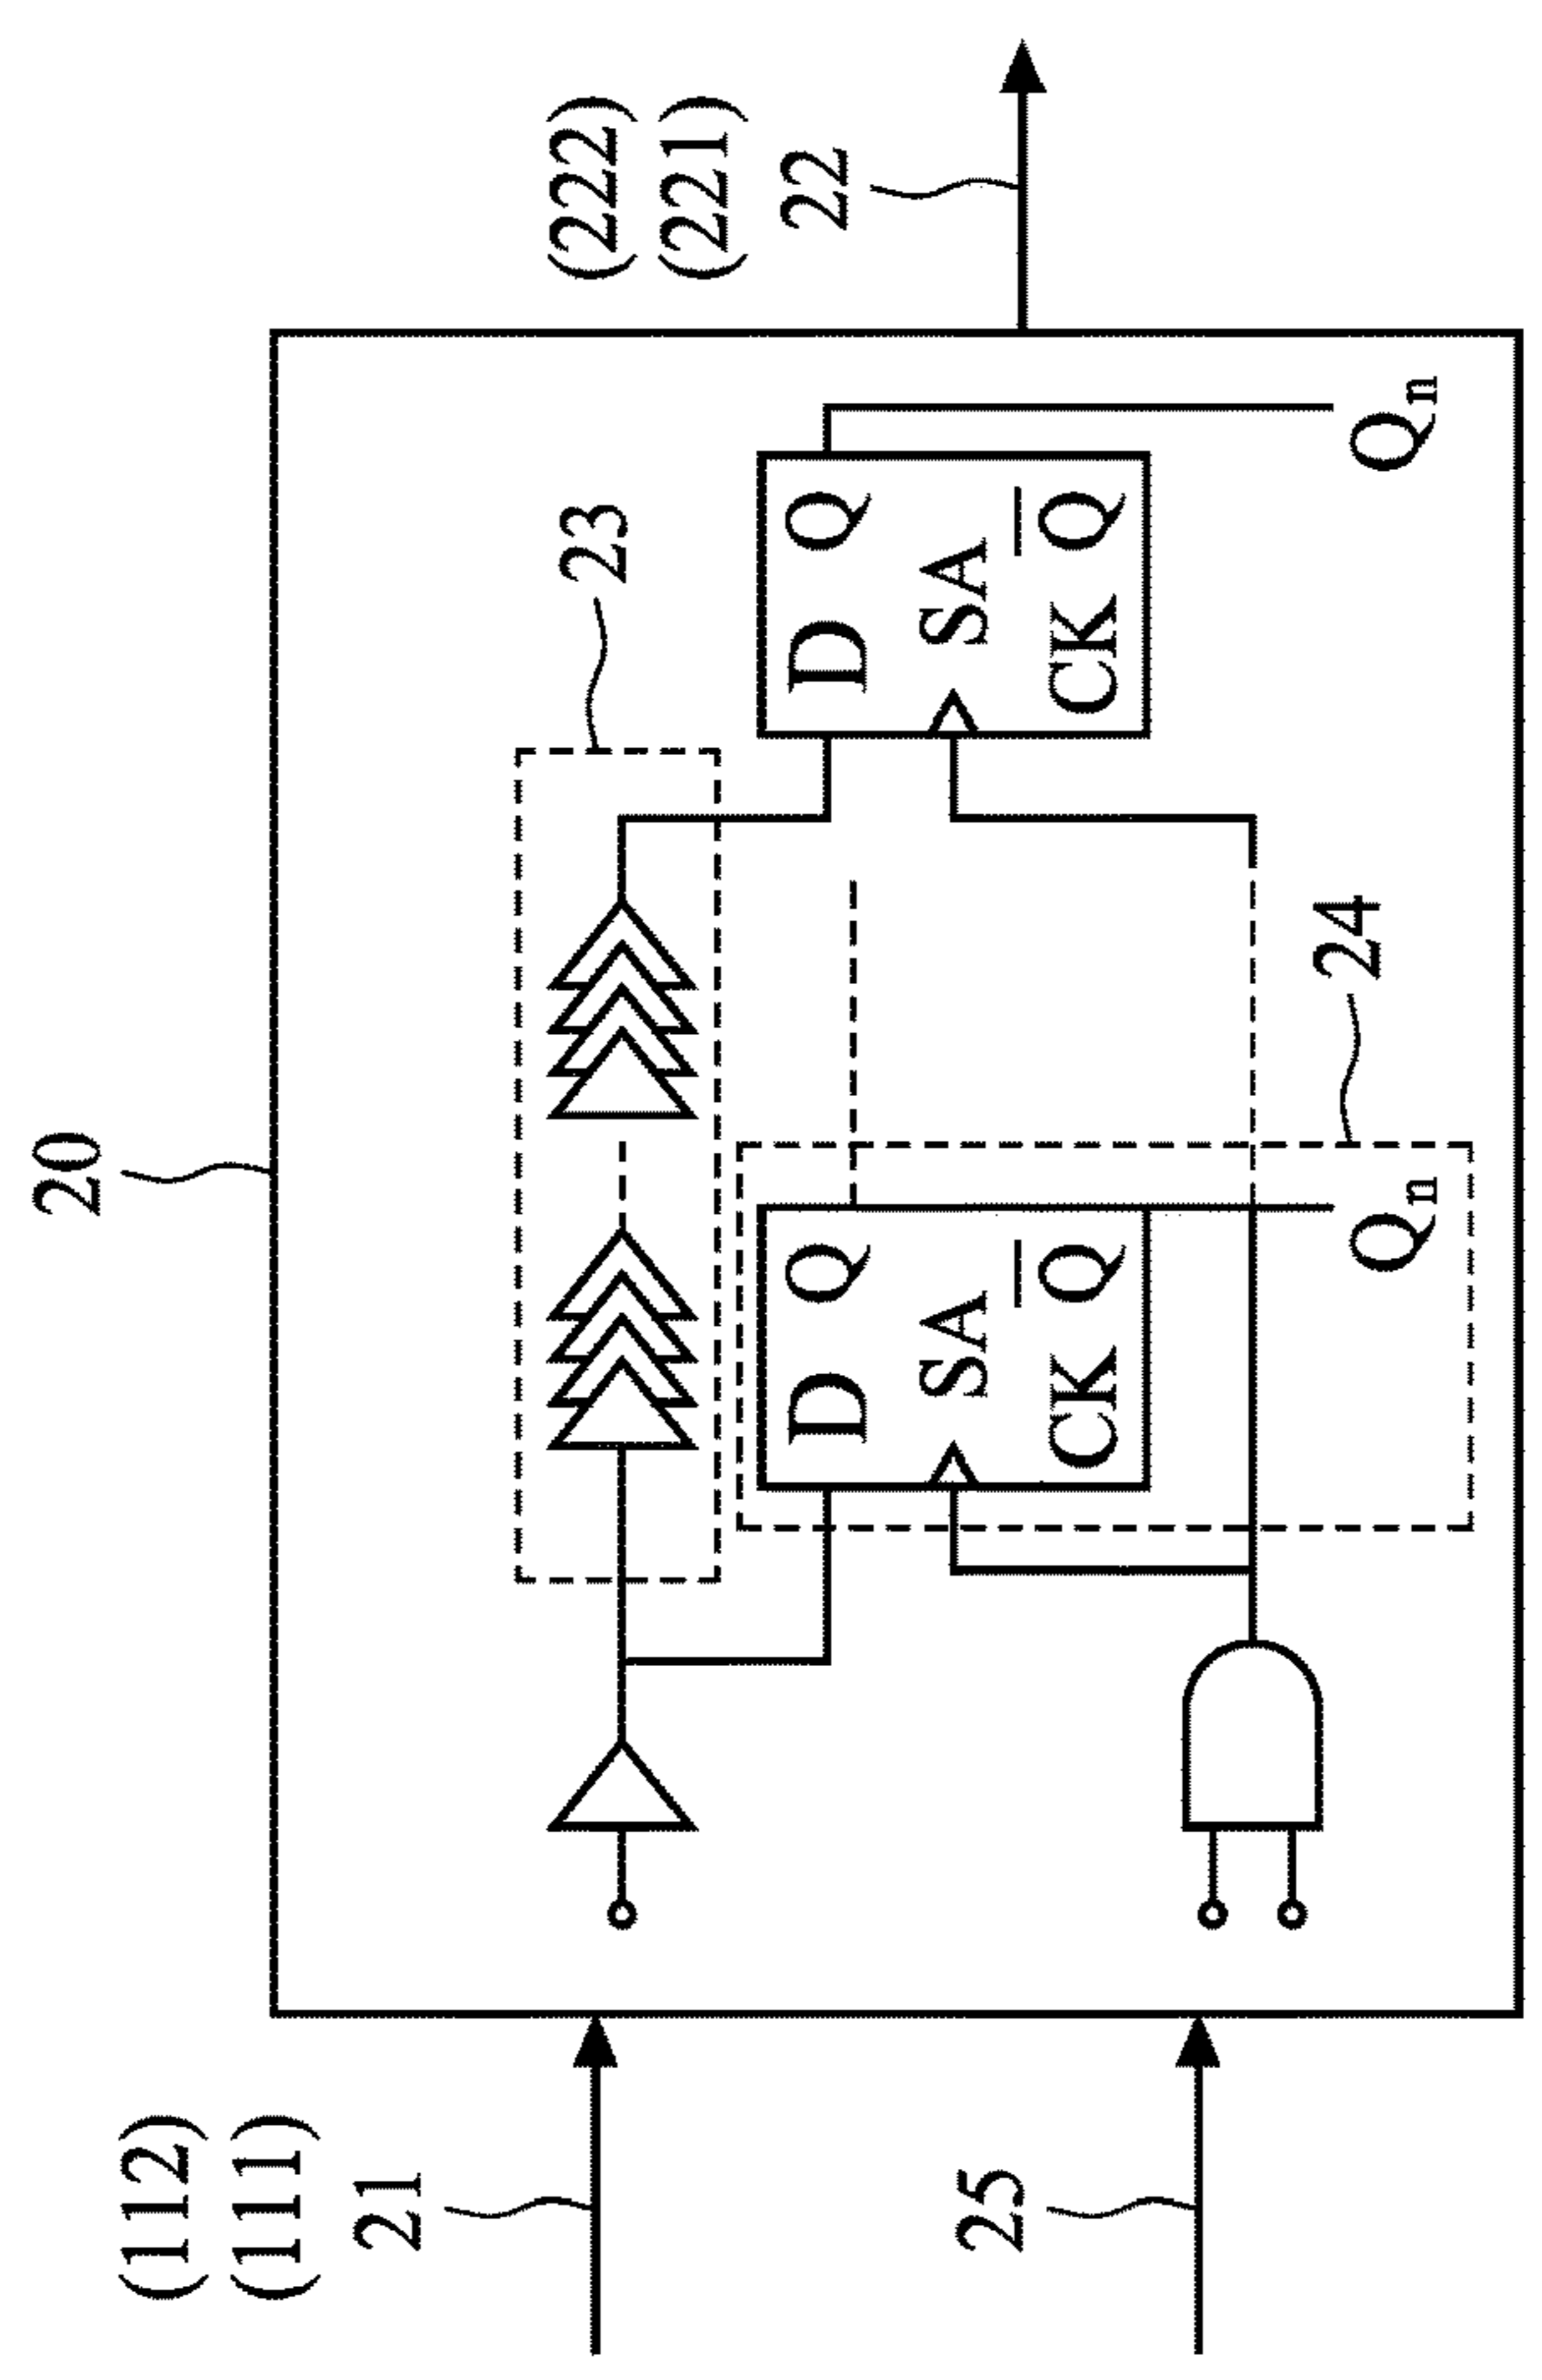 20
(112)
(111)
21
25
23
D Q
SA
CK Q̅
Qn
24
D Q
SA
CK Q̅
Qn
(222)
(221)
22